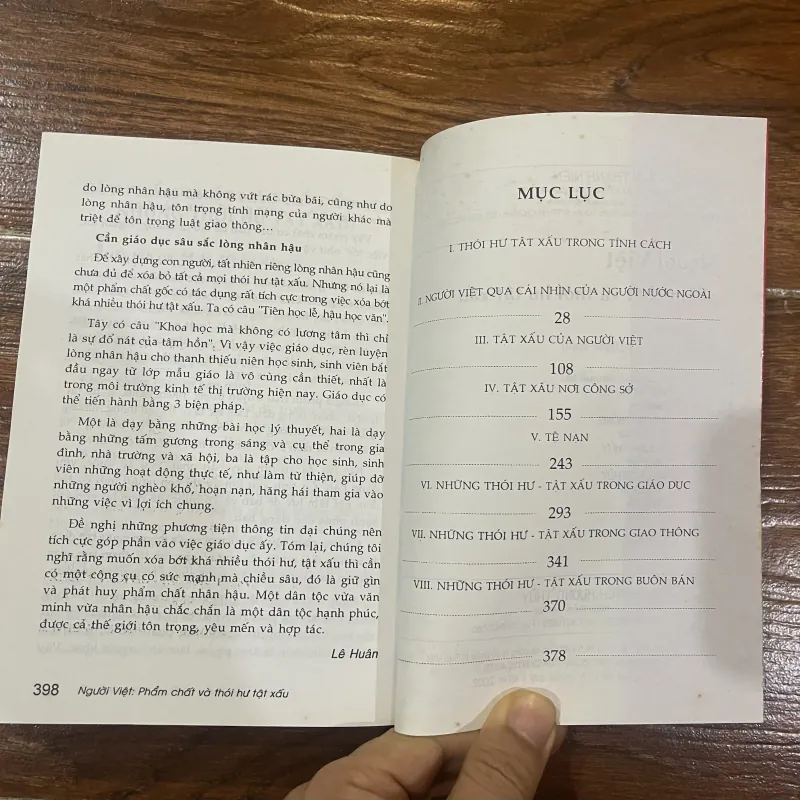 do lòng nhân hậu mà không vứt rác bừa bãi, cũng như do
lòng nhân hậu, tôn trọng tính mạng của người khác mà
triệt để tôn trọng luật giao thông...
Cần giáo dục sâu sắc lòng nhân hậu
Để xây dựng con người, tất nhiên riêng lòng nhân hậu cũng
chưa đủ để xóa bỏ tất cả mọi thói hư tật xấu. Nhưng nó lại là
một phẩm chất gốc có tác dụng rất tích cực trong việc xóa bớt
khá nhiều thói hư tật xấu. Ta có câu "Tiên học lễ, hậu học văn".
Tây có câu "Khoa học mà không có lương tâm thì chỉ
là sự đổ nát của tâm hồn". Vì vậy việc giáo dục, rèn luyện
lòng nhân hậu cho thanh thiếu niên học sinh, sinh viên bắt
đầu ngay từ lớp mẫu giáo là vô cùng cần thiết, nhất là
trong môi trường kinh tế thị trường hiện nay. Giáo dục có
thể tiến hành bằng 3 biện pháp.
Một là dạy bằng những bài học lý thuyết, hai là dạy
bằng những tấm gương trong sáng và cụ thể trong gia
đình, nhà trường và xã hội, ba là tập cho học sinh, sinh
viên những hoạt động thực tế, như làm từ thiện, giúp đỡ
những người nghèo khổ, hoạn nạn, hăng hái tham gia vào
những việc vì lợi ích chung.
Đề nghị những phương tiện thông tin đại chúng nên
tích cực góp phần vào việc giáo dục ấy. Tóm lại, chúng tôi
nghĩ rằng muốn xóa bớt khá nhiều thói hư, tật xấu thì cần
có một công cụ có sức mạnh mà chiều sâu, đó là giữ gìn
và phát huy phẩm chất nhân hậu. Một dân tộc vừa văn
minh vừa nhân hậu chắc chắn là một dân tộc hạnh phúc,
được cả thế giới tôn trọng, yêu mến và hợp tác.
Lê Huân
398 Người Việt: Phẩm chất và thói hư tật xấu
MỤC LỤC
I. THÓI HƯ TẬT XẤU TRONG TÍNH CÁCH
II. NGƯỜI VIỆT QUA CÁI NHÌN CỦA NGƯỜI NƯỚC NGOÀI
28
III. TẬT XẤU CỦA NGƯỜI VIỆT
108
IV. TẬT XẤU NƠI CÔNG SỞ
155
V. TỆ NẠN
243
VI. NHỮNG THÓI HƯ - TẬT XẤU TRONG GIÁO DỤC
293
VII. NHỮNG THÓI HƯ - TẬT XẤU TRONG GIAO THÔNG
341
VIII. NHỮNG THÓI HƯ - TẬT XẤU TRONG BUÔN BÁN
370
378